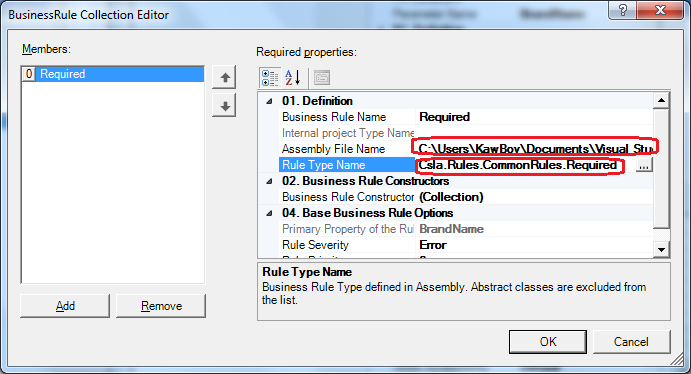 BusinessRule Collection Editor
Members:
0 Required
Add
Remove
Required properties:
01. Definition
Business Rule Name Required
Internal project Type Name
Assembly File Name C:\Users\KawBoy\Documents\Visual Stu
Rule Type Name Csla.Rules.CommonRules.Required ...
02. Business Rule Constructors
Business Rule Constructor (Collection)
04. Base Business Rule Options
Primary Property of the Rul BrandName
Rule Severity Error
Rule Type Name
Business Rule Type defined in Assembly. Abstract classes are excluded from
the list.
OK
Cancel